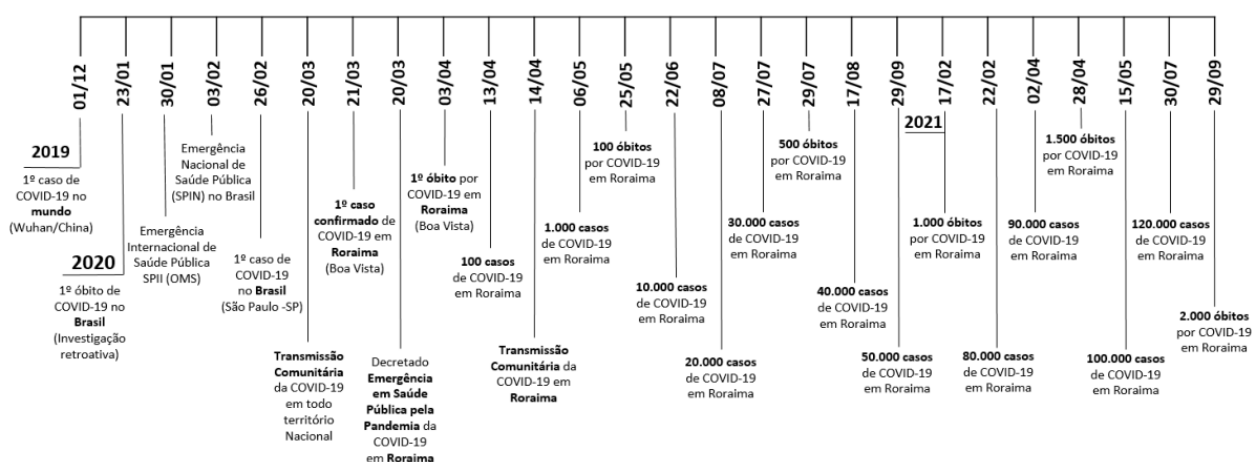 01/12
23/01
30/01
03/02
26/02
20/03
21/03
20/03
03/04
13/04
14/04
06/05
25/05
22/06
08/07
27/07
29/07
17/08
29/09
17/02
22/02
02/04
28/04
15/05
30/07
29/09
2019
1º caso de
COVID-19 no
mundo
(Wuhan/China)
2020
1º óbito de
COVID-19 no
Brasil
(Investigação
retroativa)
Emergência
Internacional de
Saúde Pública
SPII (OMS)
Emergência
Nacional de
Saúde Pública
(SPIN) no Brasil
1º caso de
COVID-19
no Brasil
(São Paulo -SP)
Transmissão
Comunitária
da COVID-19
em todo
território
Nacional
1º caso
confirmado de
COVID-19 em
Roraima
(Boa Vista)
Decretado
Emergência
em Saúde
Pública pela
Pandemia da
COVID-19
em Roraima
1º óbito por
COVID-19 em
Roraima
(Boa Vista)
100 casos
de COVID-19
em Roraima
Transmissão
Comunitária da
COVID-19 em
Roraima
1.000 casos
de COVID-19
em Roraima
100 óbitos
por COVID-19
em Roraima
10.000 casos
de COVID-19
em Roraima
20.000 casos
de COVID-19
em Roraima
30.000 casos
de COVID-19
em Roraima
500 óbitos
por COVID-19
em Roraima
40.000 casos
de COVID-19
em Roraima
50.000 casos
de COVID-19
em Roraima
2021
1.000 óbitos
por COVID-19
em Roraima
80.000 casos
de COVID-19
em Roraima
90.000 casos
de COVID-19
em Roraima
1.500 óbitos
por COVID-19
em Roraima
100.000 casos
de COVID-19
em Roraima
120.000 casos
de COVID-19
em Roraima
2.000 óbitos
por COVID-19
em Roraima